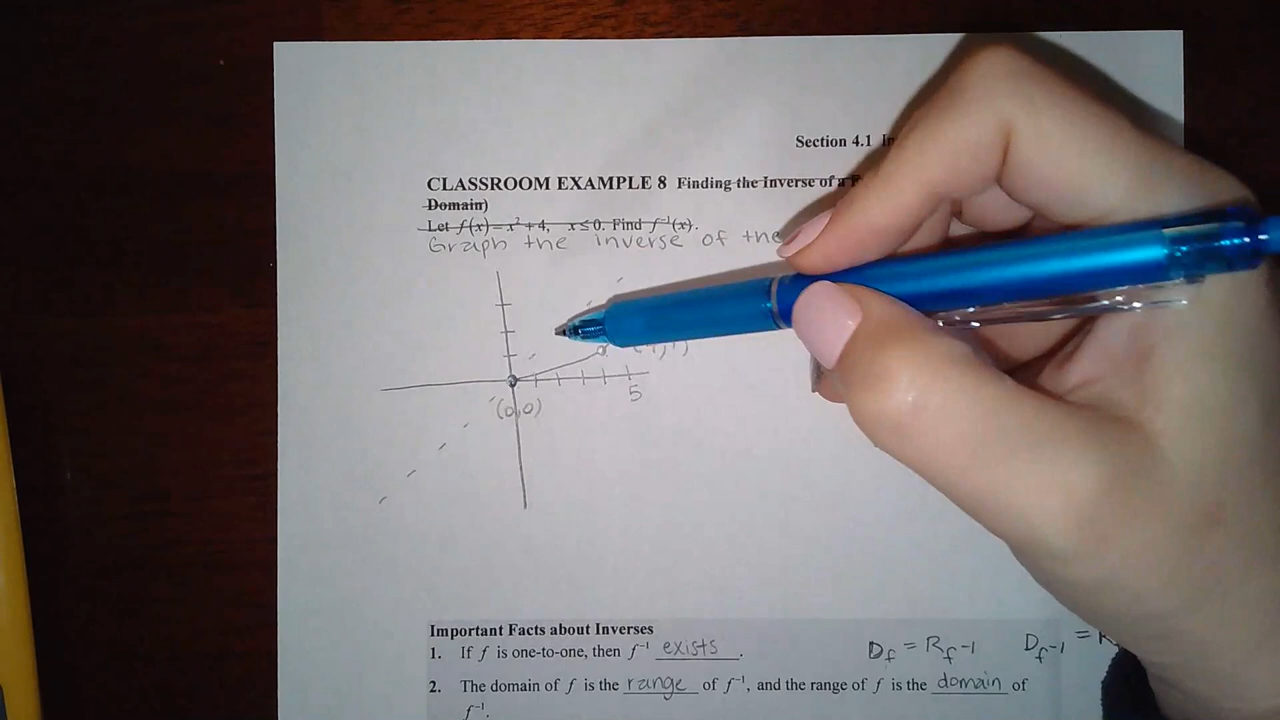 Section 4.1
CLASSROOM EXAMPLE 8 Finding the Inverse of a
Domain)
Let f(x) = x² + 4, x ≤ 0. Find f⁻¹(x).
Graph the inverse of the
5
(0,0)
Important Facts about Inverses
1. If f is one-to-one, then f⁻¹ exists.
D_f = R_f⁻¹ D_f⁻¹ =
2. The domain of f is the range of f⁻¹, and the range of f is the domain of
f⁻¹.